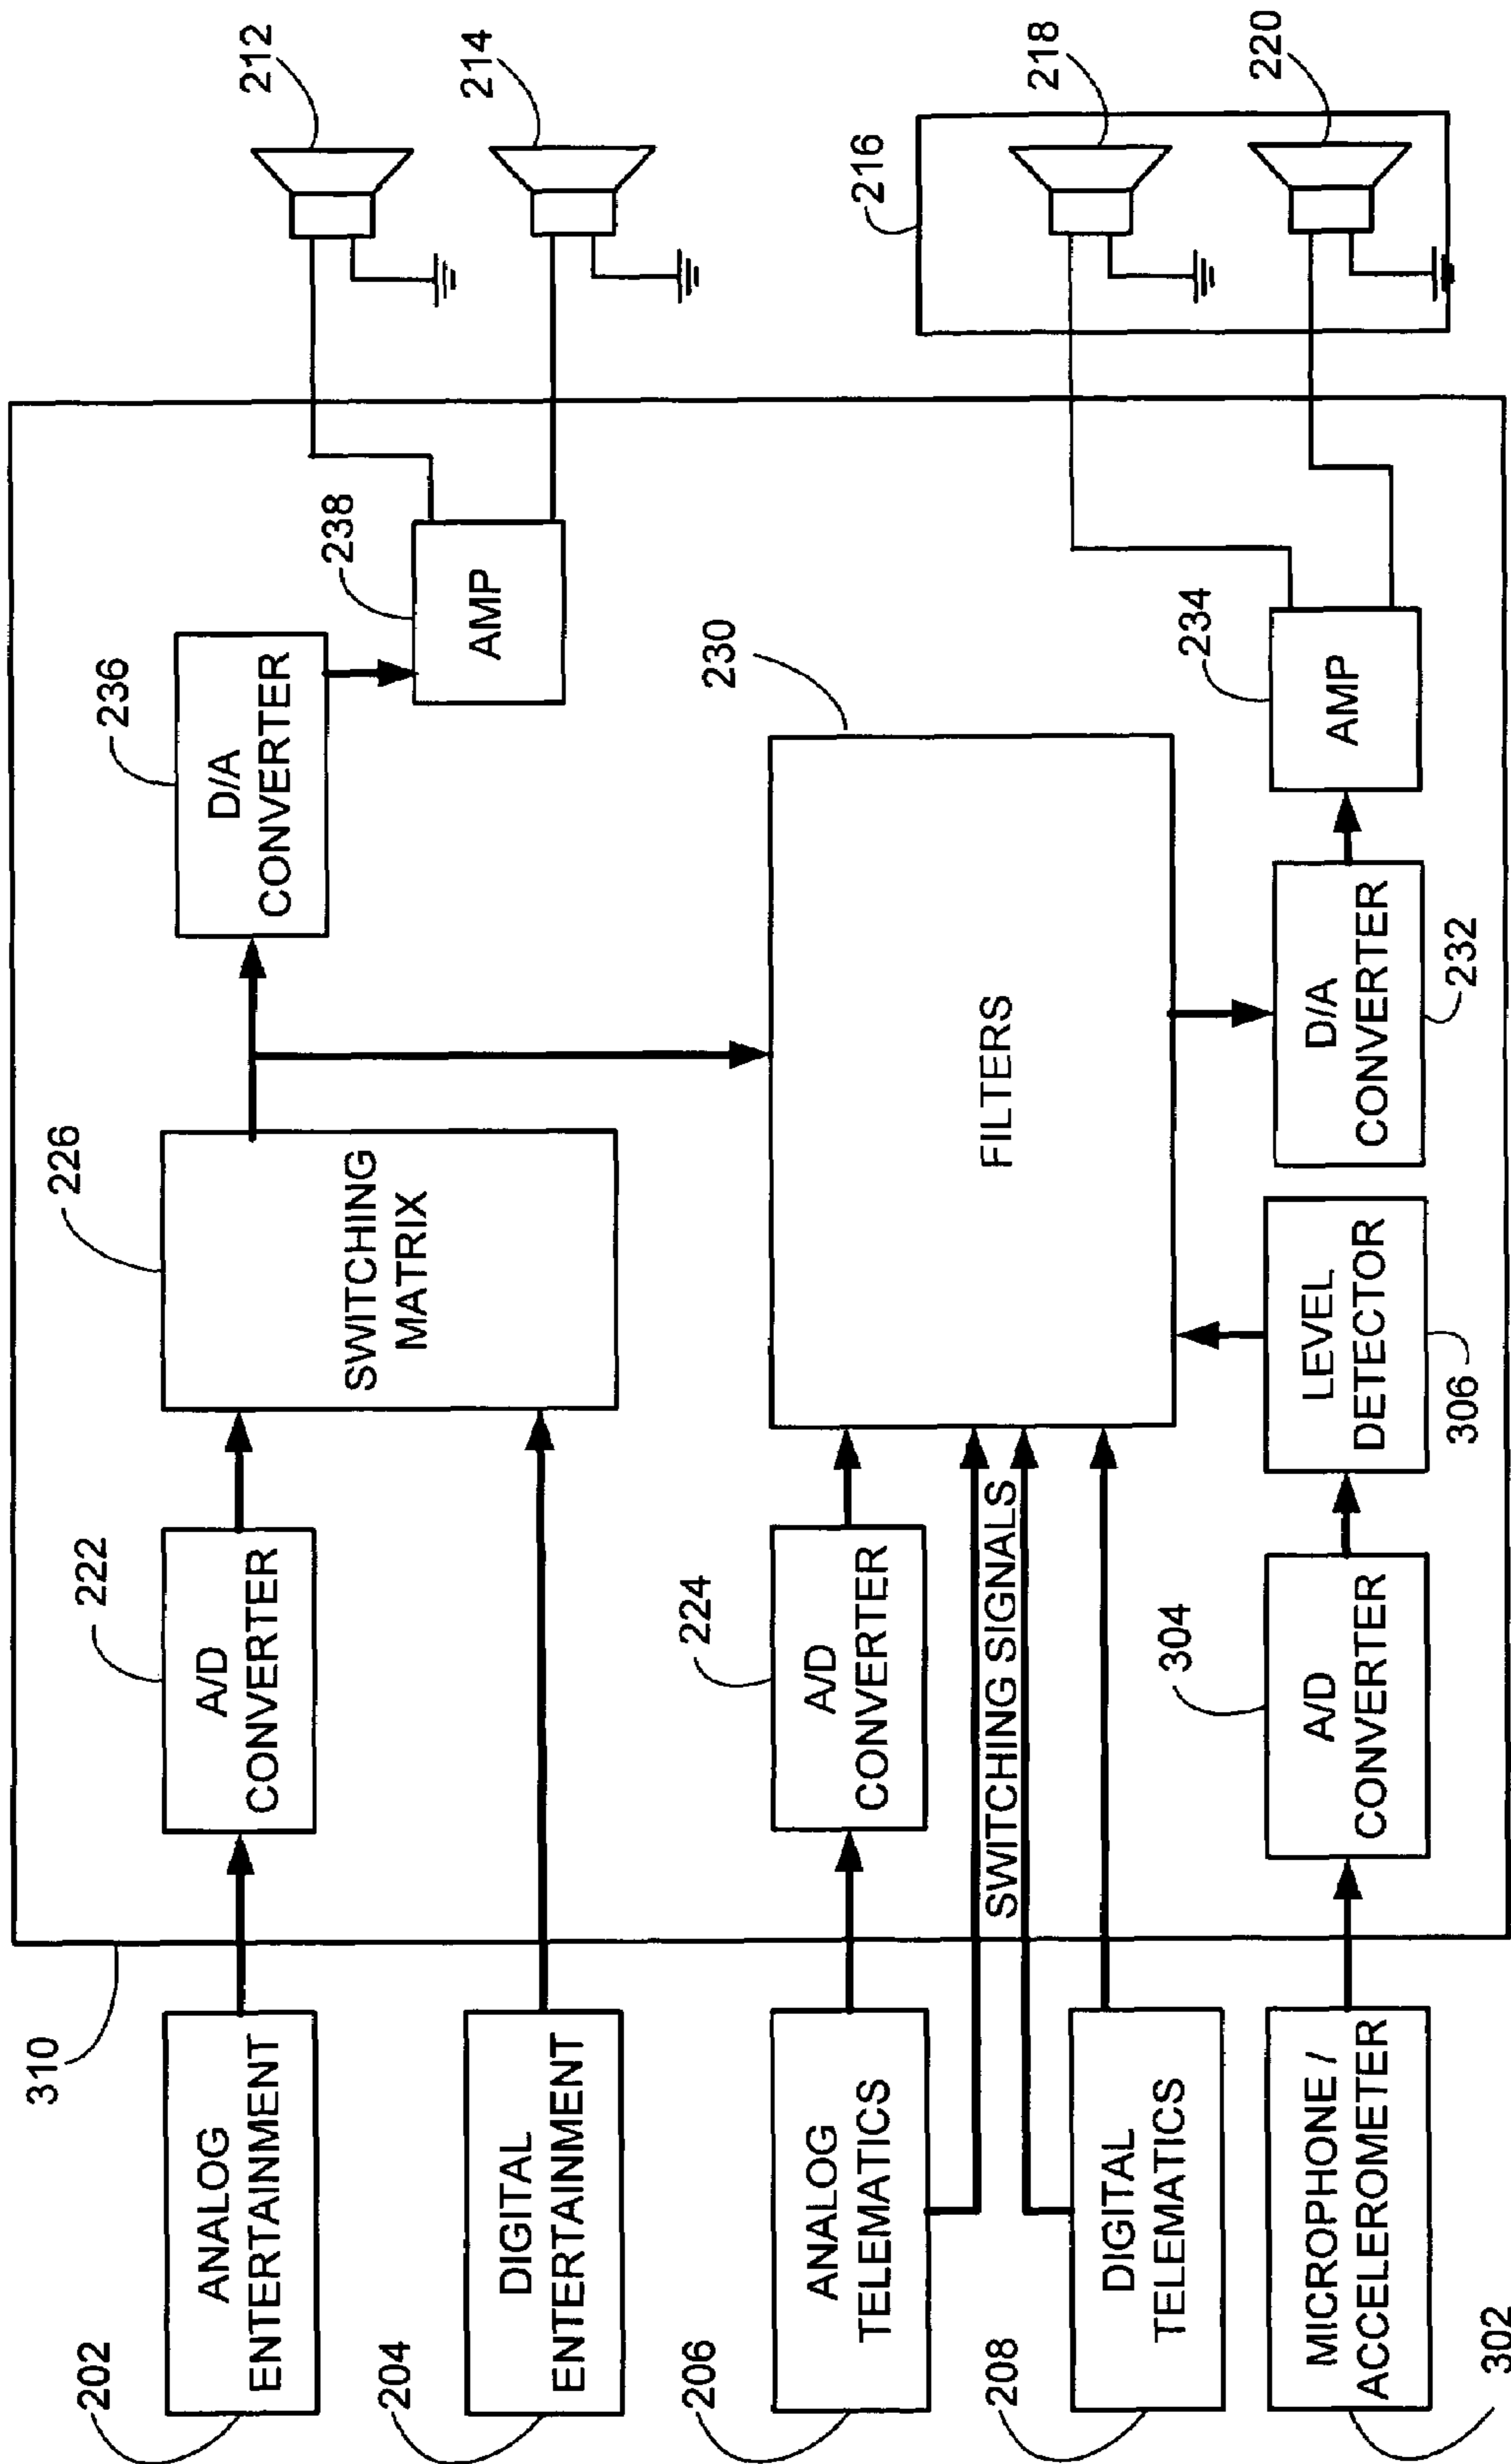 310
202
ANALOG
ENTERTAINMENT
222
A/D
CONVERTER
226
SWITCHING
MATRIX
236
D/A
CONVERTER
238
AMP
212
214
204
DIGITAL
ENTERTAINMENT
206
ANALOG
TELEMATICS
224
A/D
CONVERTER
SWITCHING SIGNALS
230
FILTERS
208
DIGITAL
TELEMATICS
302
MICROPHONE /
ACCELEROMETER
304
A/D
CONVERTER
LEVEL
DETECTOR
306
D/A
CONVERTER
232
234
AMP
216
218
220